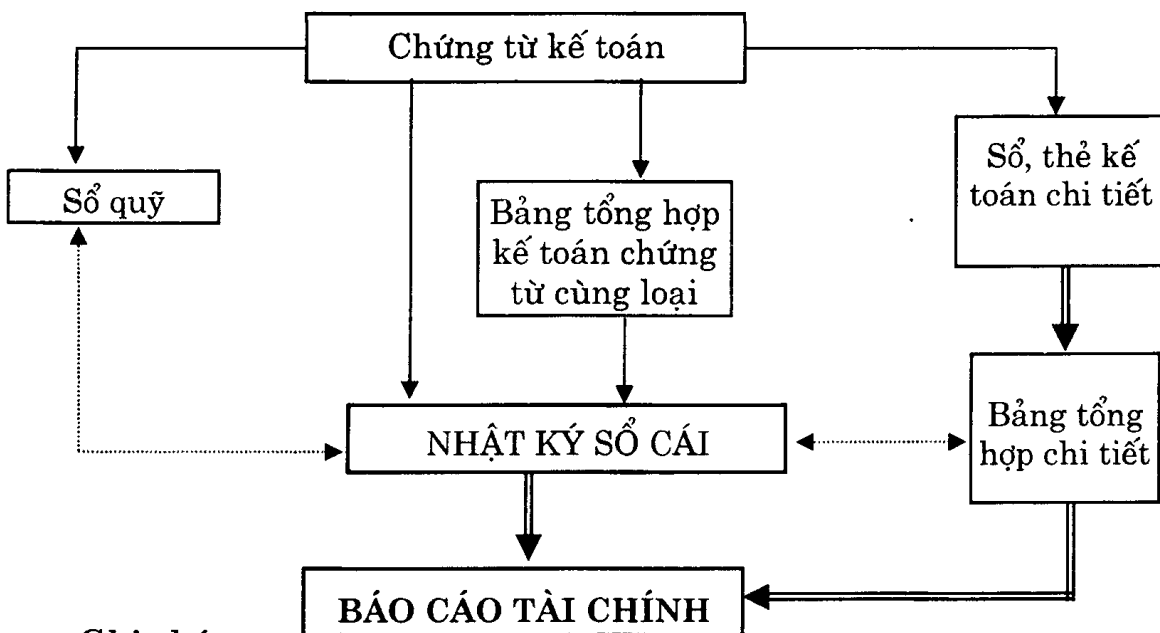 Chứng từ kế toán
Sổ quỹ
Bảng tổng hợp
kế toán chứng
từ cùng loại
Sổ, thẻ kế
toán chi tiết
NHẬT KÝ SỔ CÁI
Bảng tổng
hợp chi tiết
BÁO CÁO TÀI CHÍNH